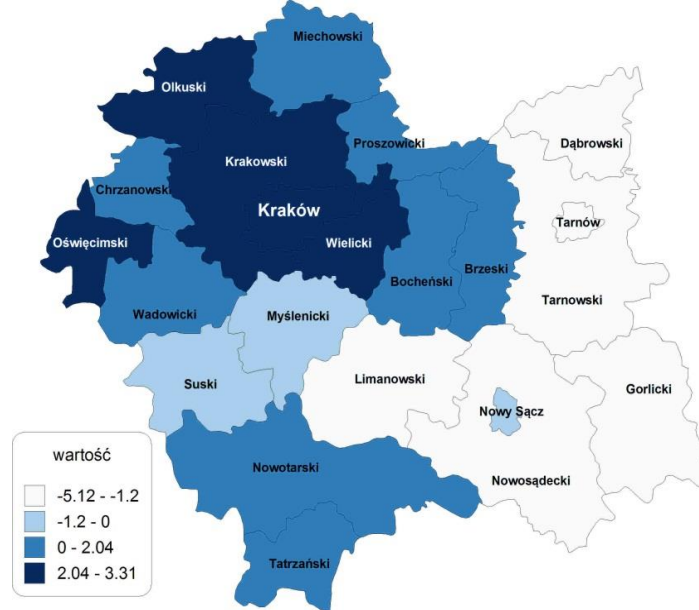 Miechowski
Olkuski
Proszowicki
Dąbrowski
Krakowski
Chrzanowski
Kraków
Tarnów
Oświęcimski
Wielicki
Brzeski
Bocheński
Tarnowski
Wadowicki
Myślenicki
Suski
Limanowski
Gorlicki
Nowy Sącz
wartość
Nowotarski
Nowosądecki
-5.12 - -1.2
-1.2 - 0
0 - 2.04
2.04 - 3.31
Tatrzański